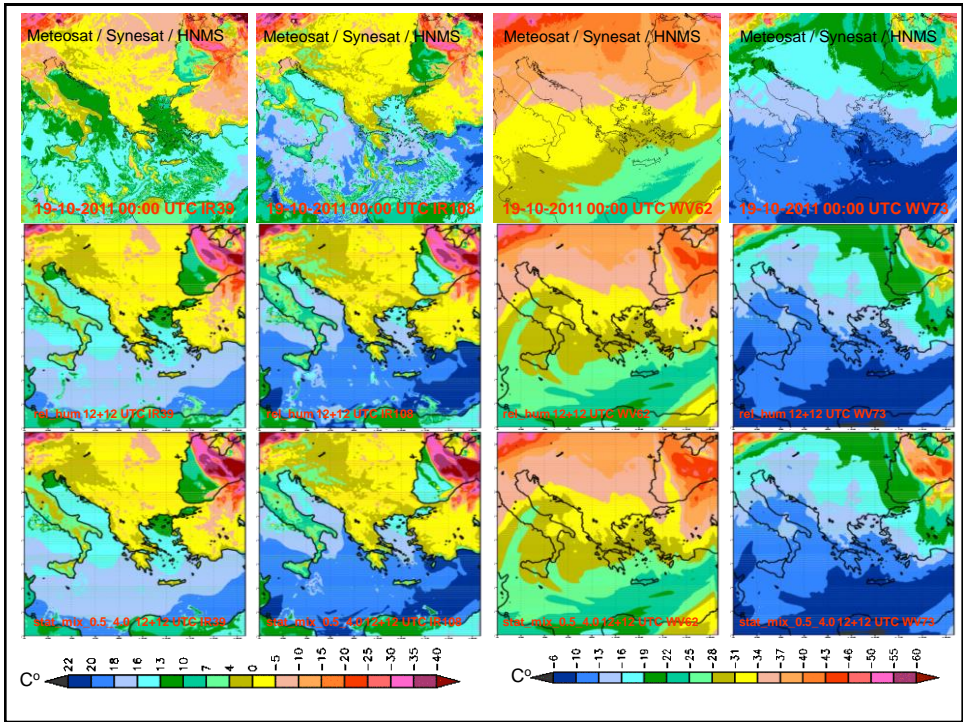 Meteosat / Synesat / HNMS
Meteosat / Synesat / HNMS
Meteosat / Synesat / HNMS
Meteosat / Synesat / HNMS
19-10-2011 00:00 UTC IR39
19-10-2011 00:00 UTC IR108
19-10-2011 00:00 UTC WV62
19-10-2011 00:00 UTC WV73
rel_hum 12+12 UTC IR39
rel_hum 12+12 UTC IR108
rel_hum 12+12 UTC WV62
rel_hum 12+12 UTC WV73
stat_mix_0.5_4.0 12+12 UTC IR39
stat_mix_0.5_4.0 12+12 UTC IR108
stat_mix_0.5_4.0 12+12 UTC WV62
stat_mix_0.5_4.0 12+12 UTC WV73
C° 22 20 18 16 13 10 7 4 0 -5 -10 -15 -20 -25 -30 -35 -40
C° -6 -10 -13 -16 -19 -22 -25 -28 -31 -34 -37 -40 -43 -46 -50 -55 -60